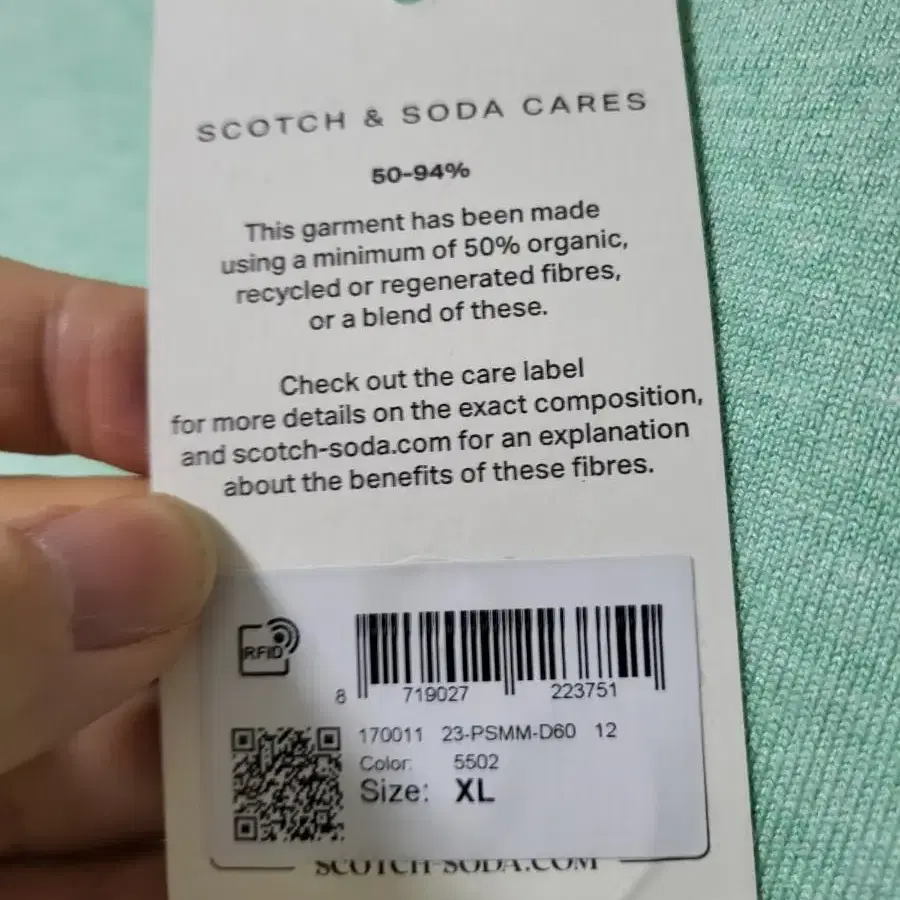 SCOTCH & SODA CARES
50-94%
This garment has been made
using a minimum of 50% organic,
recycled or regenerated fibres,
or a blend of these.
Check out the care label
for more details on the exact composition,
and scotch-soda.com for an explanation
about the benefits of these fibres.
RFID
8 719027 223751
170011 23-PSMM-D60 12
Color: 5502
Size: XL
SCOTCH-SODA.COM